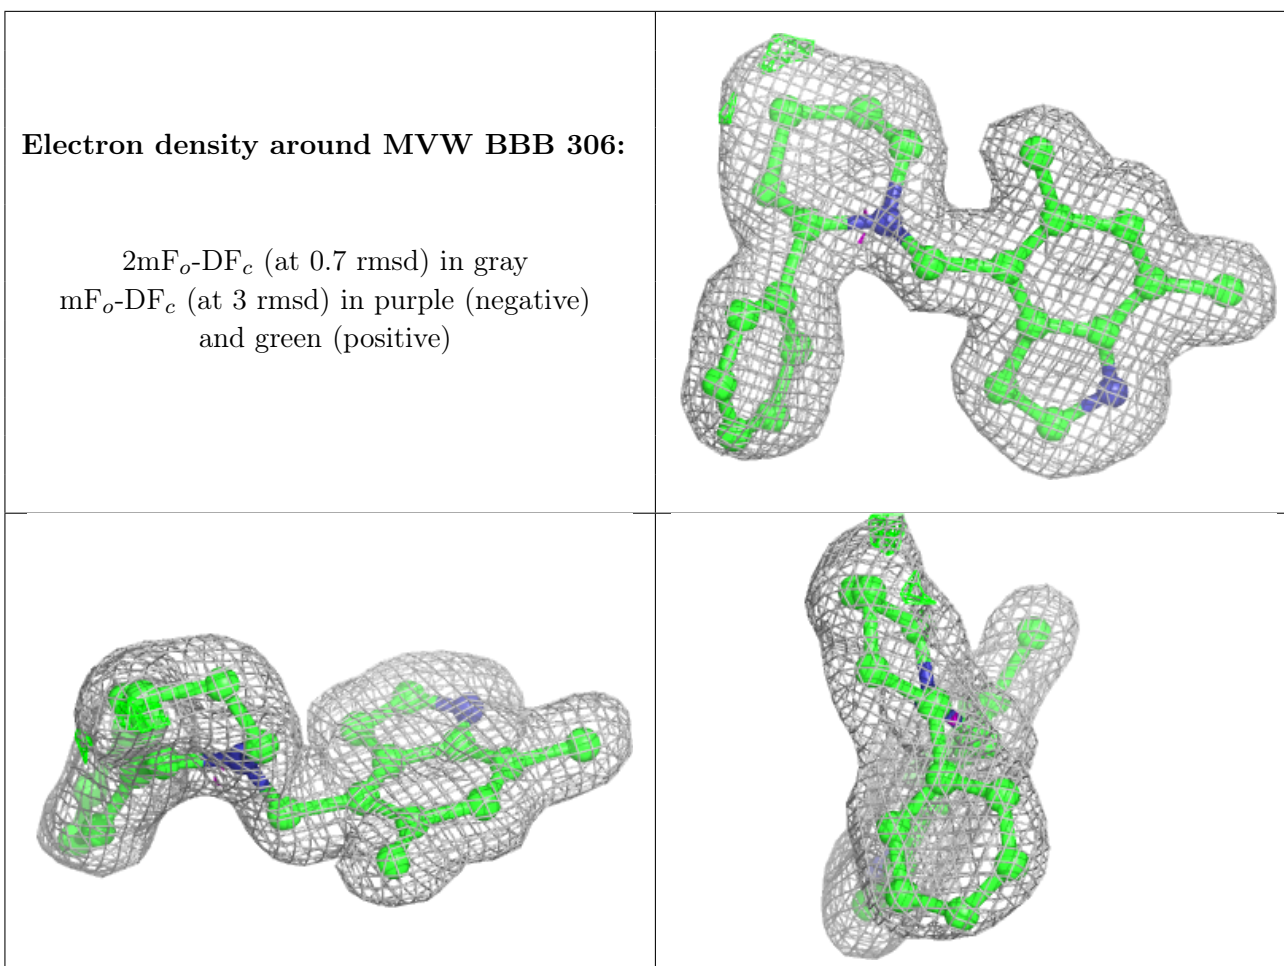 Electron density around MVW BBB 306:
2mFo-DFc (at 0.7 rmsd) in gray
mFo-DFc (at 3 rmsd) in purple (negative)
and green (positive)